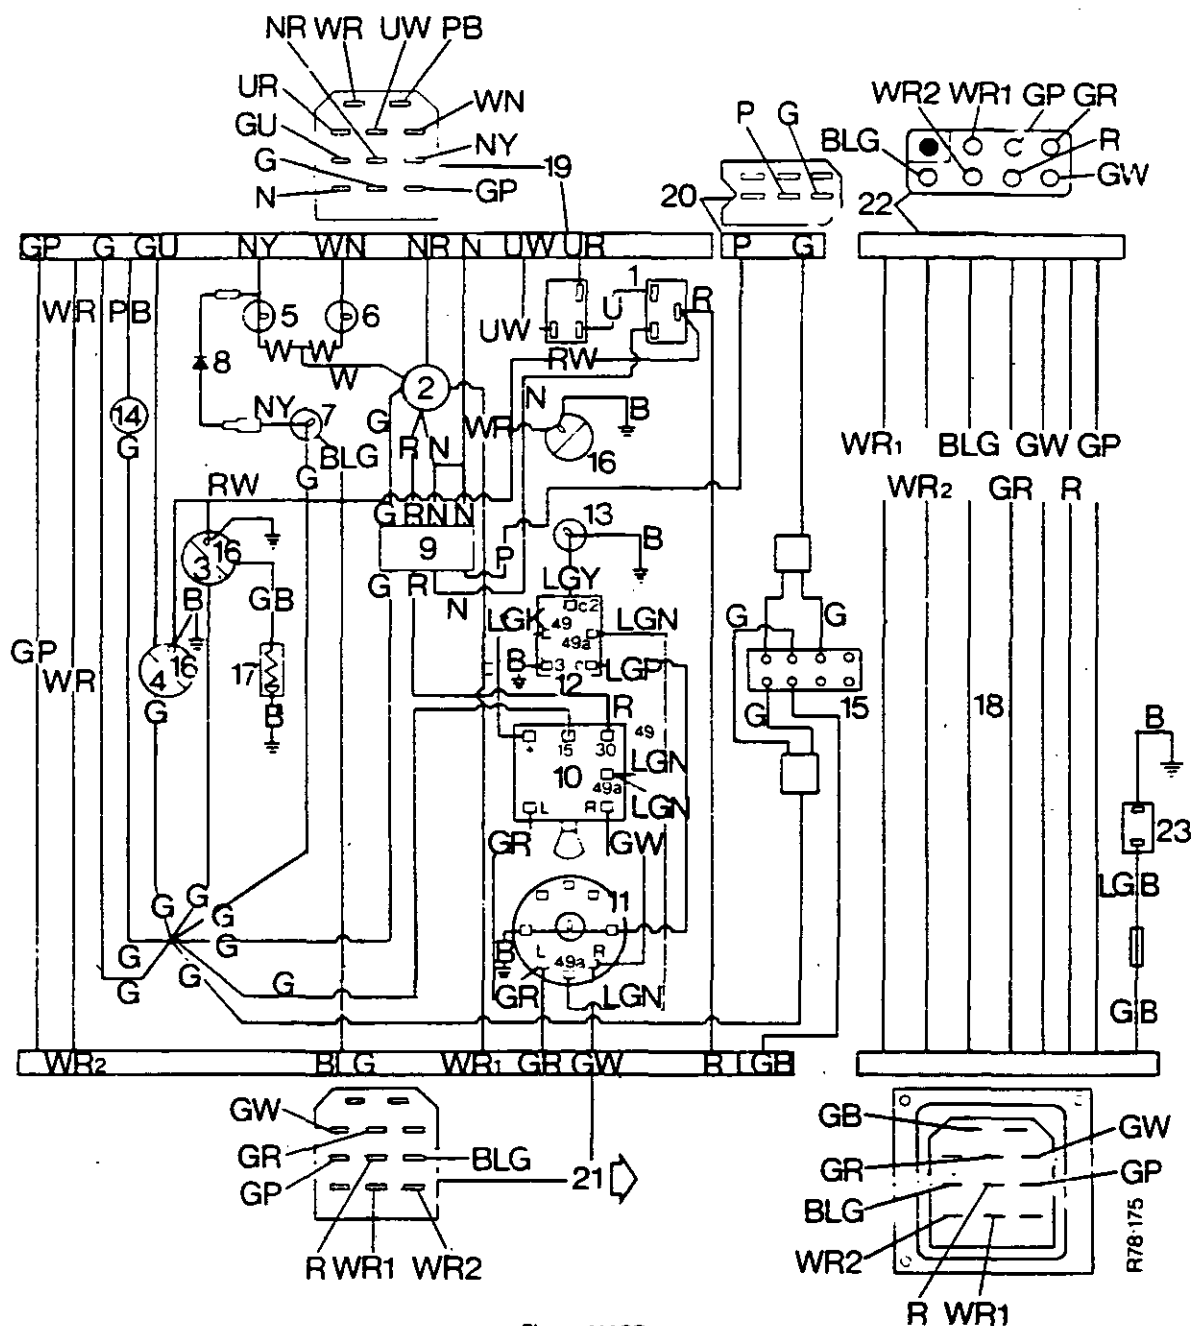 NR WR UW PB
UR
WN
GU
NY
G
19
N
GP
P G
20
WR2 WR1 GP GR
BLG
R
GW
22
GP G GU NY WN NR N UW UR
P G
WR PB
5
6
1
U
R
UW
RW
8
W W
W
2
14
G
NY
7
BLG
G
G
R N
WR
N
B
16
RW
G R N N
9
P
13
B
16
3
B
GB
G R
N
LGY
c2
LGK
49
49a
LGN
B
LGP
12
GP
WR
4 16
G
17
B
R
G
G
G
15
15 30
49
10
49a
LGN
LGN
L R
GR
GW
11
G
G
G
G
G
G
G
G
B
L R
49a
GR
LGN
WR1
BLG GW GP
WR2
GR R
18
B
23
LGB
GB
WR2 BLG WR1 GR GW R GB
GW
GR
BLG
GP
21
R WR1 WR2
GB
GW
GR
GP
BLG
WR2
R WR1
R78·175